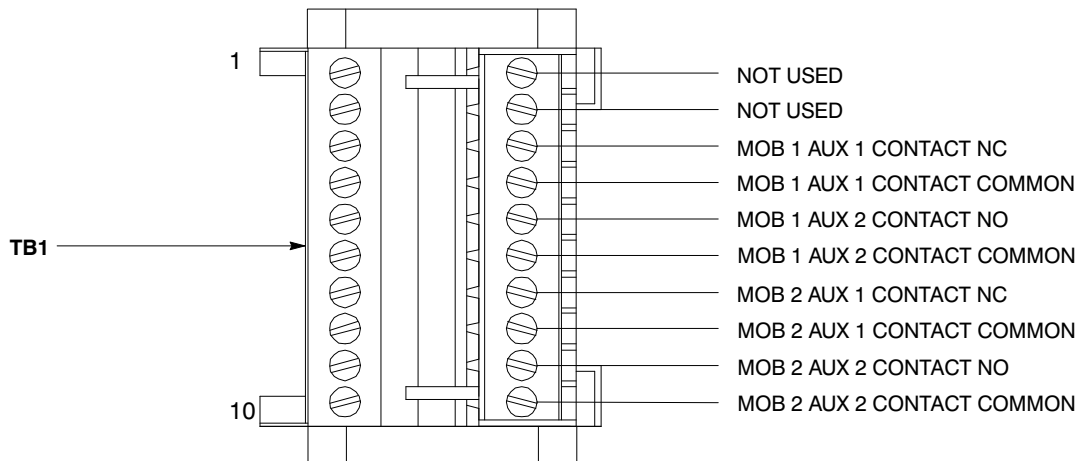 1
NOT USED
NOT USED
MOB 1 AUX 1 CONTACT NC
MOB 1 AUX 1 CONTACT COMMON
MOB 1 AUX 2 CONTACT NO
TB1
MOB 1 AUX 2 CONTACT COMMON
MOB 2 AUX 1 CONTACT NC
MOB 2 AUX 1 CONTACT COMMON
MOB 2 AUX 2 CONTACT NO
10
MOB 2 AUX 2 CONTACT COMMON